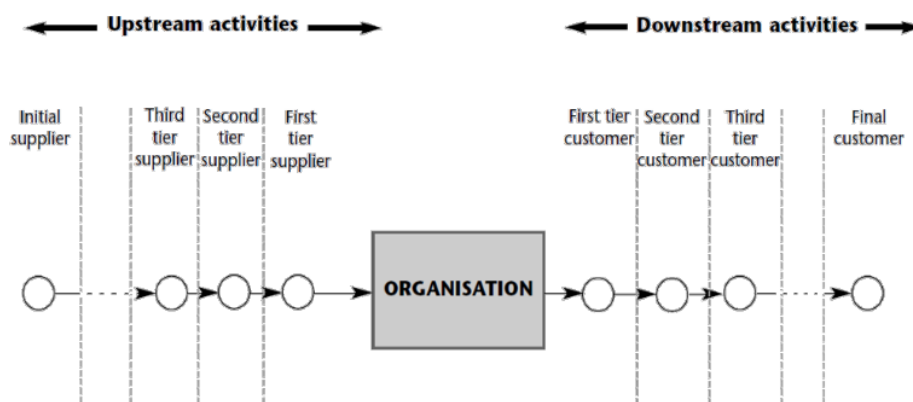 Upstream activities
Downstream activities
Initial
supplier
Third
tier
supplier
Second
tier
supplier
First
tier
supplier
First tier
customer
Second
tier
customer
Third
tier
customer
Final
customer
ORGANISATION